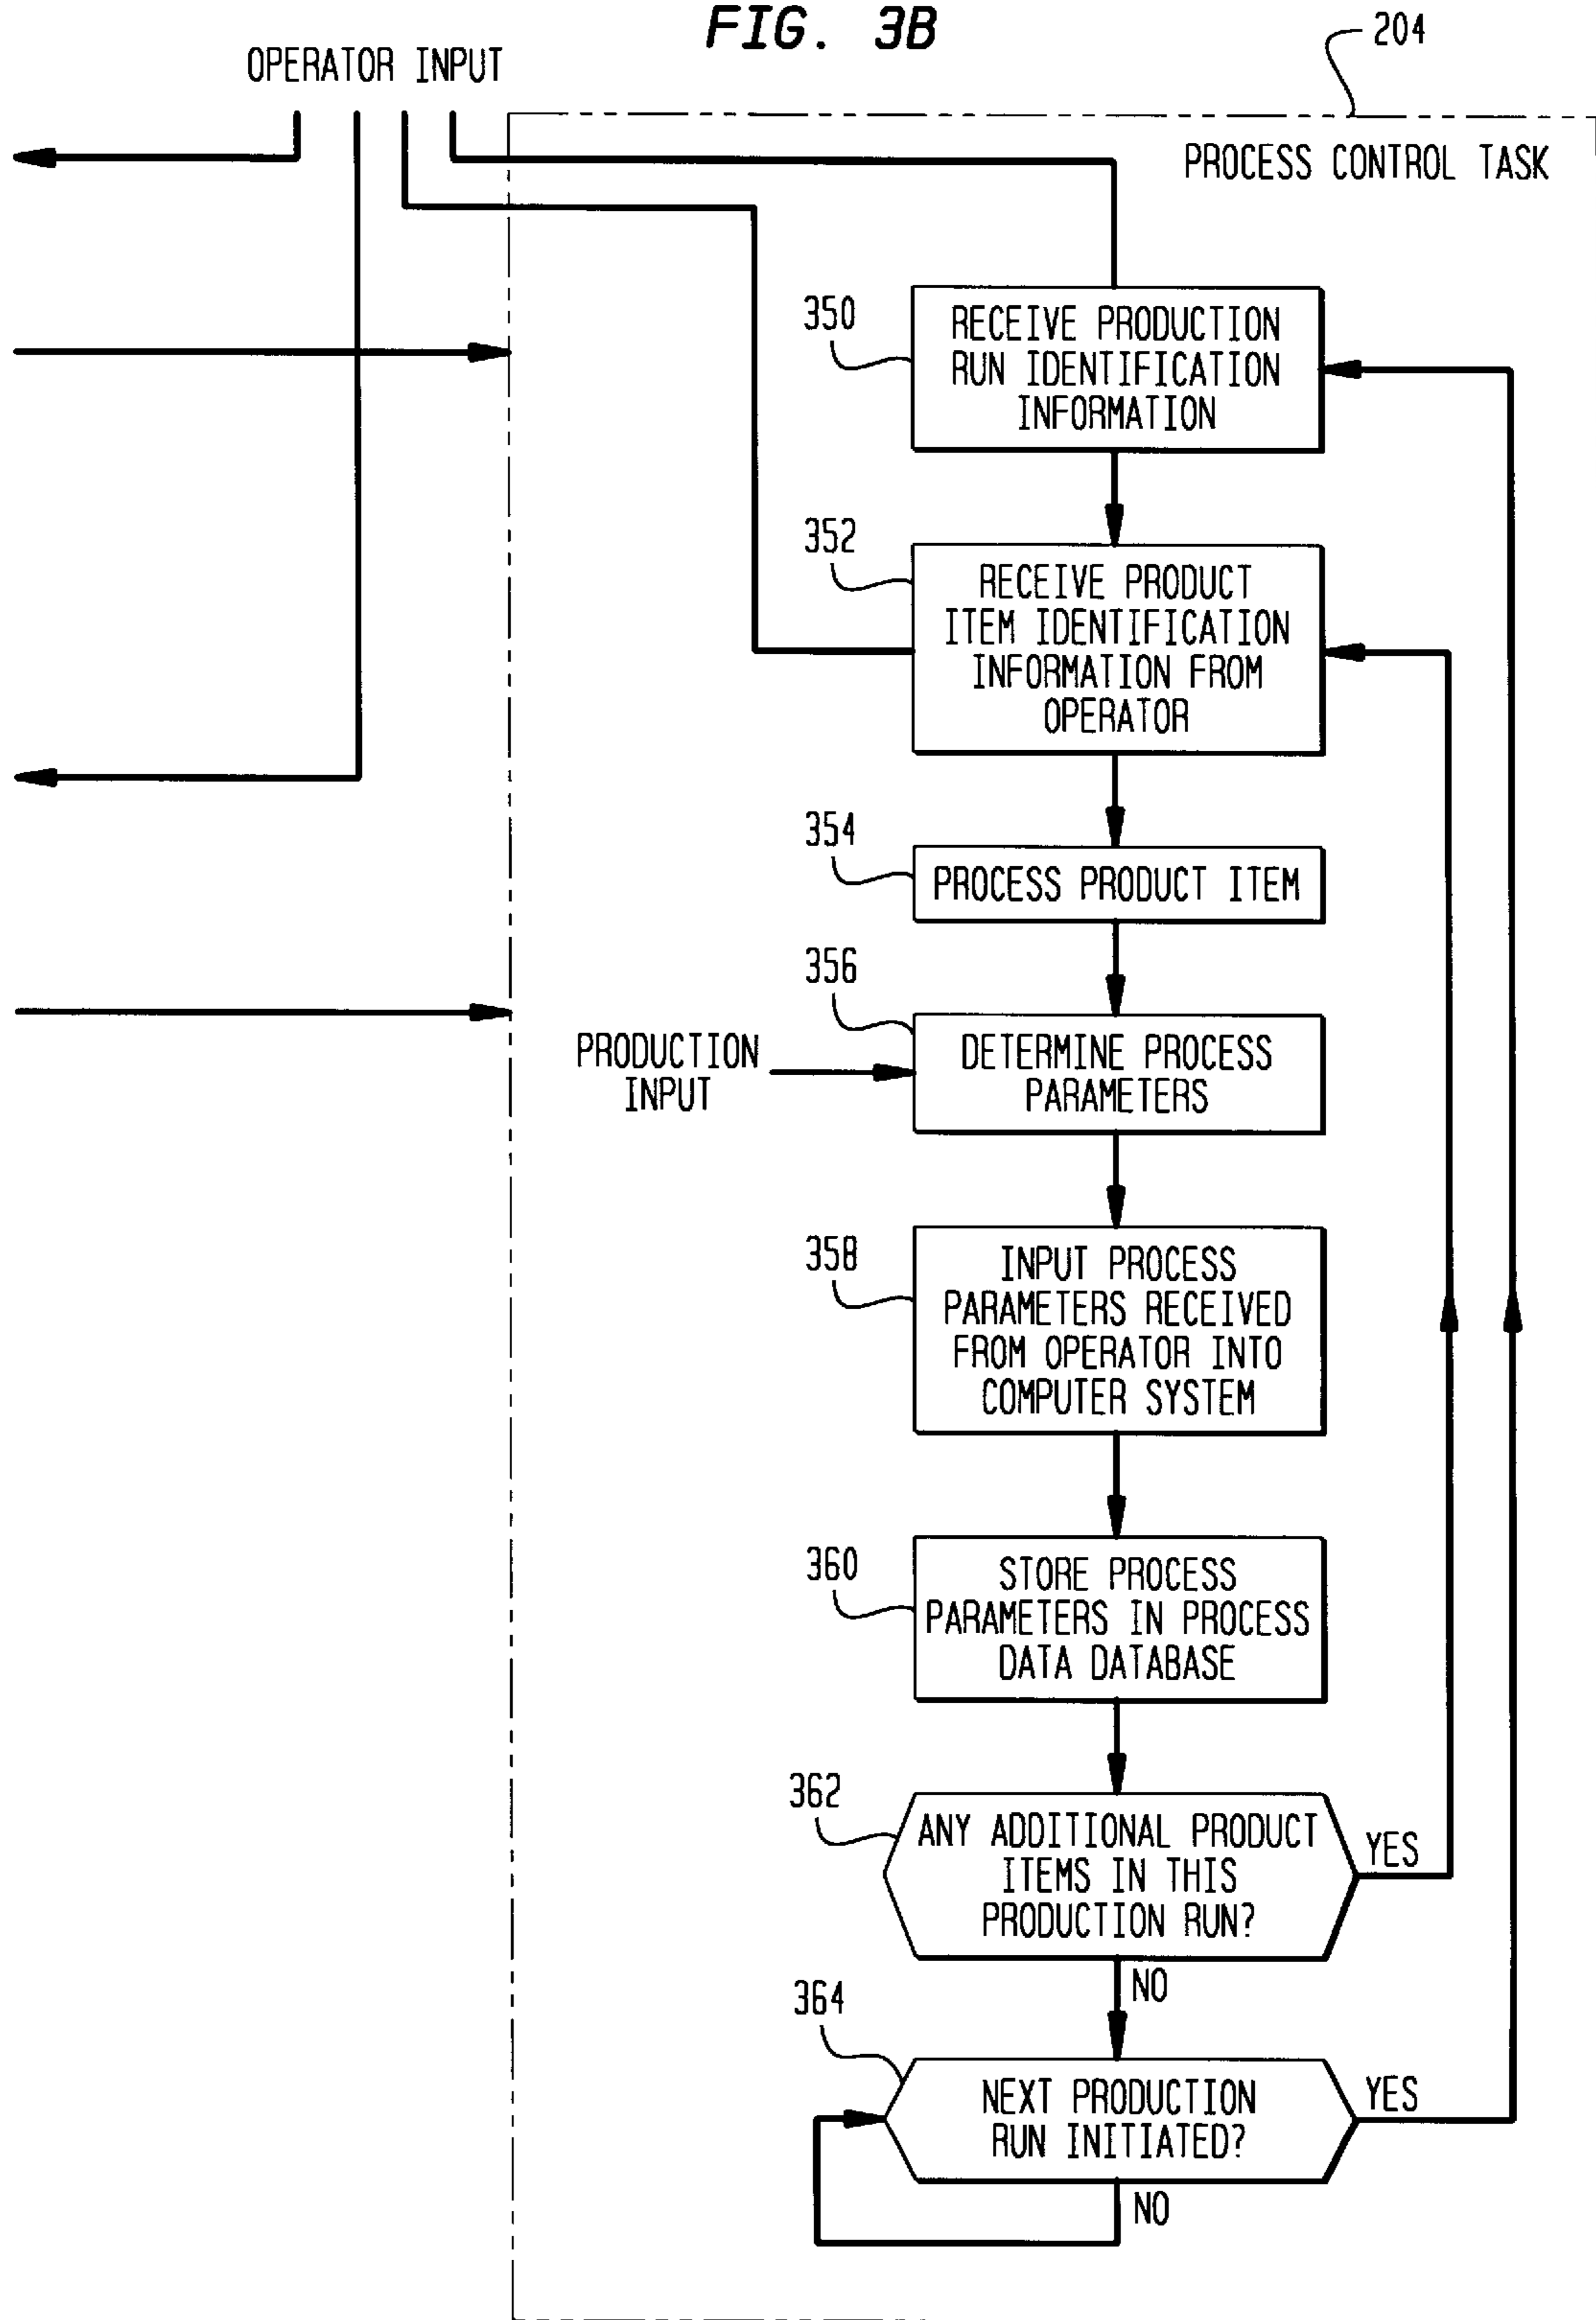 FIG. 3B
204
OPERATOR INPUT
PROCESS CONTROL TASK
350
RECEIVE PRODUCTION
RUN IDENTIFICATION
INFORMATION
352
RECEIVE PRODUCT
ITEM IDENTIFICATION
INFORMATION FROM
OPERATOR
354
PROCESS PRODUCT ITEM
356
PRODUCTION
INPUT
DETERMINE PROCESS
PARAMETERS
358
INPUT PROCESS
PARAMETERS RECEIVED
FROM OPERATOR INTO
COMPUTER SYSTEM
360
STORE PROCESS
PARAMETERS IN PROCESS
DATA DATABASE
362
ANY ADDITIONAL PRODUCT
ITEMS IN THIS
PRODUCTION RUN?
YES
NO
364
NEXT PRODUCTION
RUN INITIATED?
YES
NO